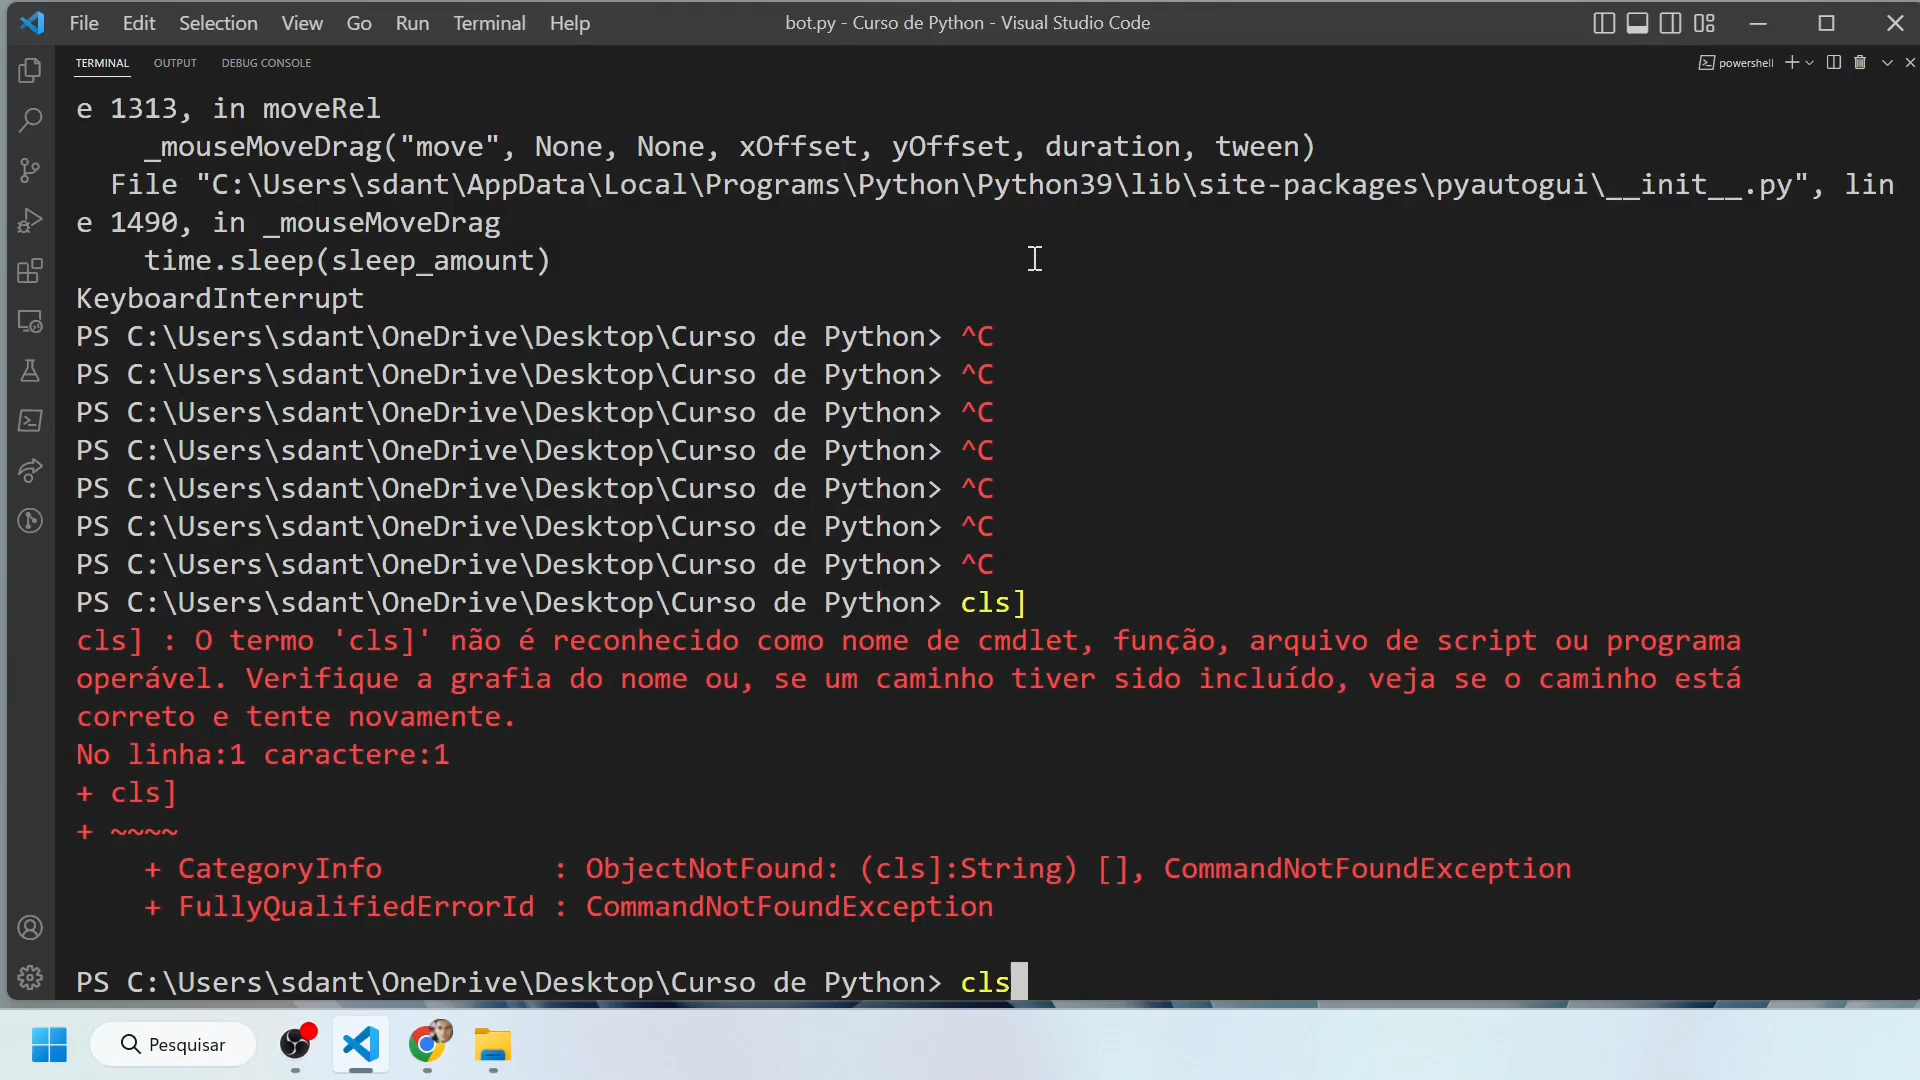 File Edit Selection View Go Run Terminal Help bot.py - Curso de Python - Visual Studio Code
TERMINAL OUTPUT DEBUG CONSOLE powershell
e 1313, in moveRel
_mouseMoveDrag("move", None, None, xOffset, yOffset, duration, tween)
File "C:\Users\sdant\AppData\Local\Programs\Python\Python39\lib\site-packages\pyautogui\__init__.py", lin
e 1490, in _mouseMoveDrag
time.sleep(sleep_amount)
KeyboardInterrupt
PS C:\Users\sdant\OneDrive\Desktop\Curso de Python> ^C
PS C:\Users\sdant\OneDrive\Desktop\Curso de Python> ^C
PS C:\Users\sdant\OneDrive\Desktop\Curso de Python> ^C
PS C:\Users\sdant\OneDrive\Desktop\Curso de Python> ^C
PS C:\Users\sdant\OneDrive\Desktop\Curso de Python> ^C
PS C:\Users\sdant\OneDrive\Desktop\Curso de Python> ^C
PS C:\Users\sdant\OneDrive\Desktop\Curso de Python> ^C
PS C:\Users\sdant\OneDrive\Desktop\Curso de Python> cls]
cls] : O termo 'cls]' não é reconhecido como nome de cmdlet, função, arquivo de script ou programa
operável. Verifique a grafia do nome ou, se um caminho tiver sido incluído, veja se o caminho está
correto e tente novamente.
No linha:1 caractere:1
+ cls]
+ ~~~~
+ CategoryInfo : ObjectNotFound: (cls]:String) [], CommandNotFoundException
+ FullyQualifiedErrorId : CommandNotFoundException
PS C:\Users\sdant\OneDrive\Desktop\Curso de Python> cls
Pesquisar